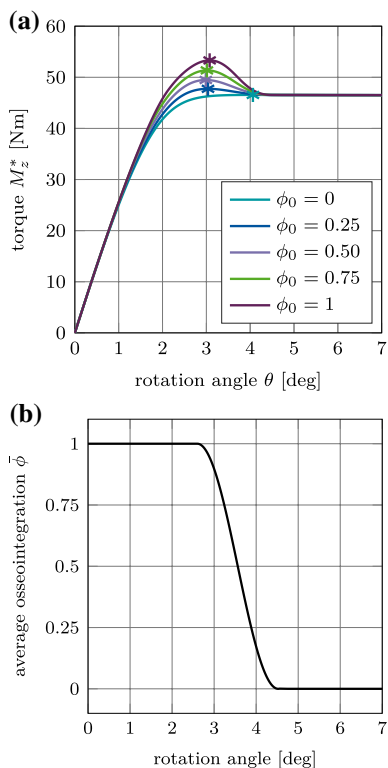 (a)
60
50
40
30
20
10
0
torque M*z [Nm]
ϕ0 = 0
ϕ0 = 0.25
ϕ0 = 0.50
ϕ0 = 0.75
ϕ0 = 1
0 1 2 3 4 5 6 7
rotation angle θ [deg]
(b)
1
0.75
0.5
0.25
0
average osseointegration ϕ̄
0 1 2 3 4 5 6 7
rotation angle [deg]